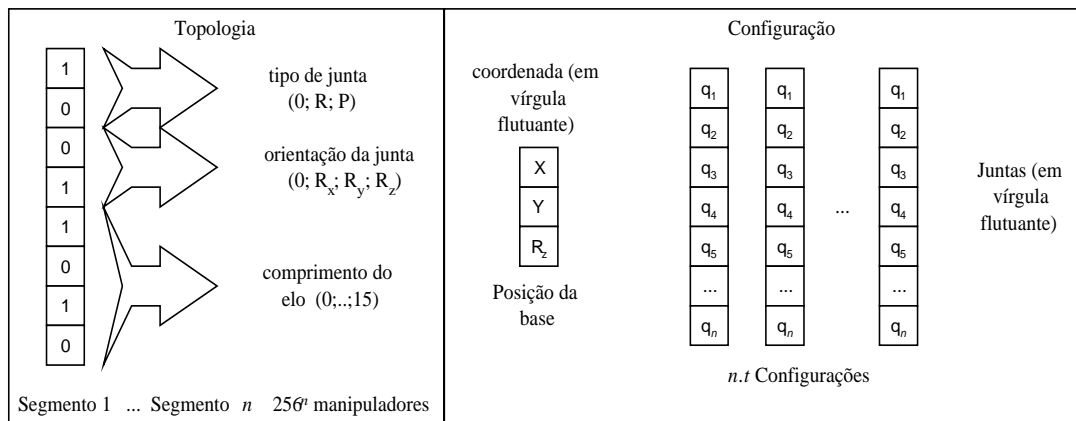 Topologia
1
0
0
1
1
0
1
0
tipo de junta
(0; R; P)
orientação da junta
(0; Rx; Ry; Rz)
comprimento do
elo (0;..;15)
Segmento 1 ... Segmento n 256ⁿ manipuladores
Configuração
coordenada (em
vírgula
flutuante)
X
Y
Rz
Posição da
base
q1 q1 q1
q2 q2 q2
q3 q3 q3
q4 q4 ... q4
q5 q5 q5
... ... ...
qn qn qn
n.t Configurações
Juntas (em
vírgula
flutuante)